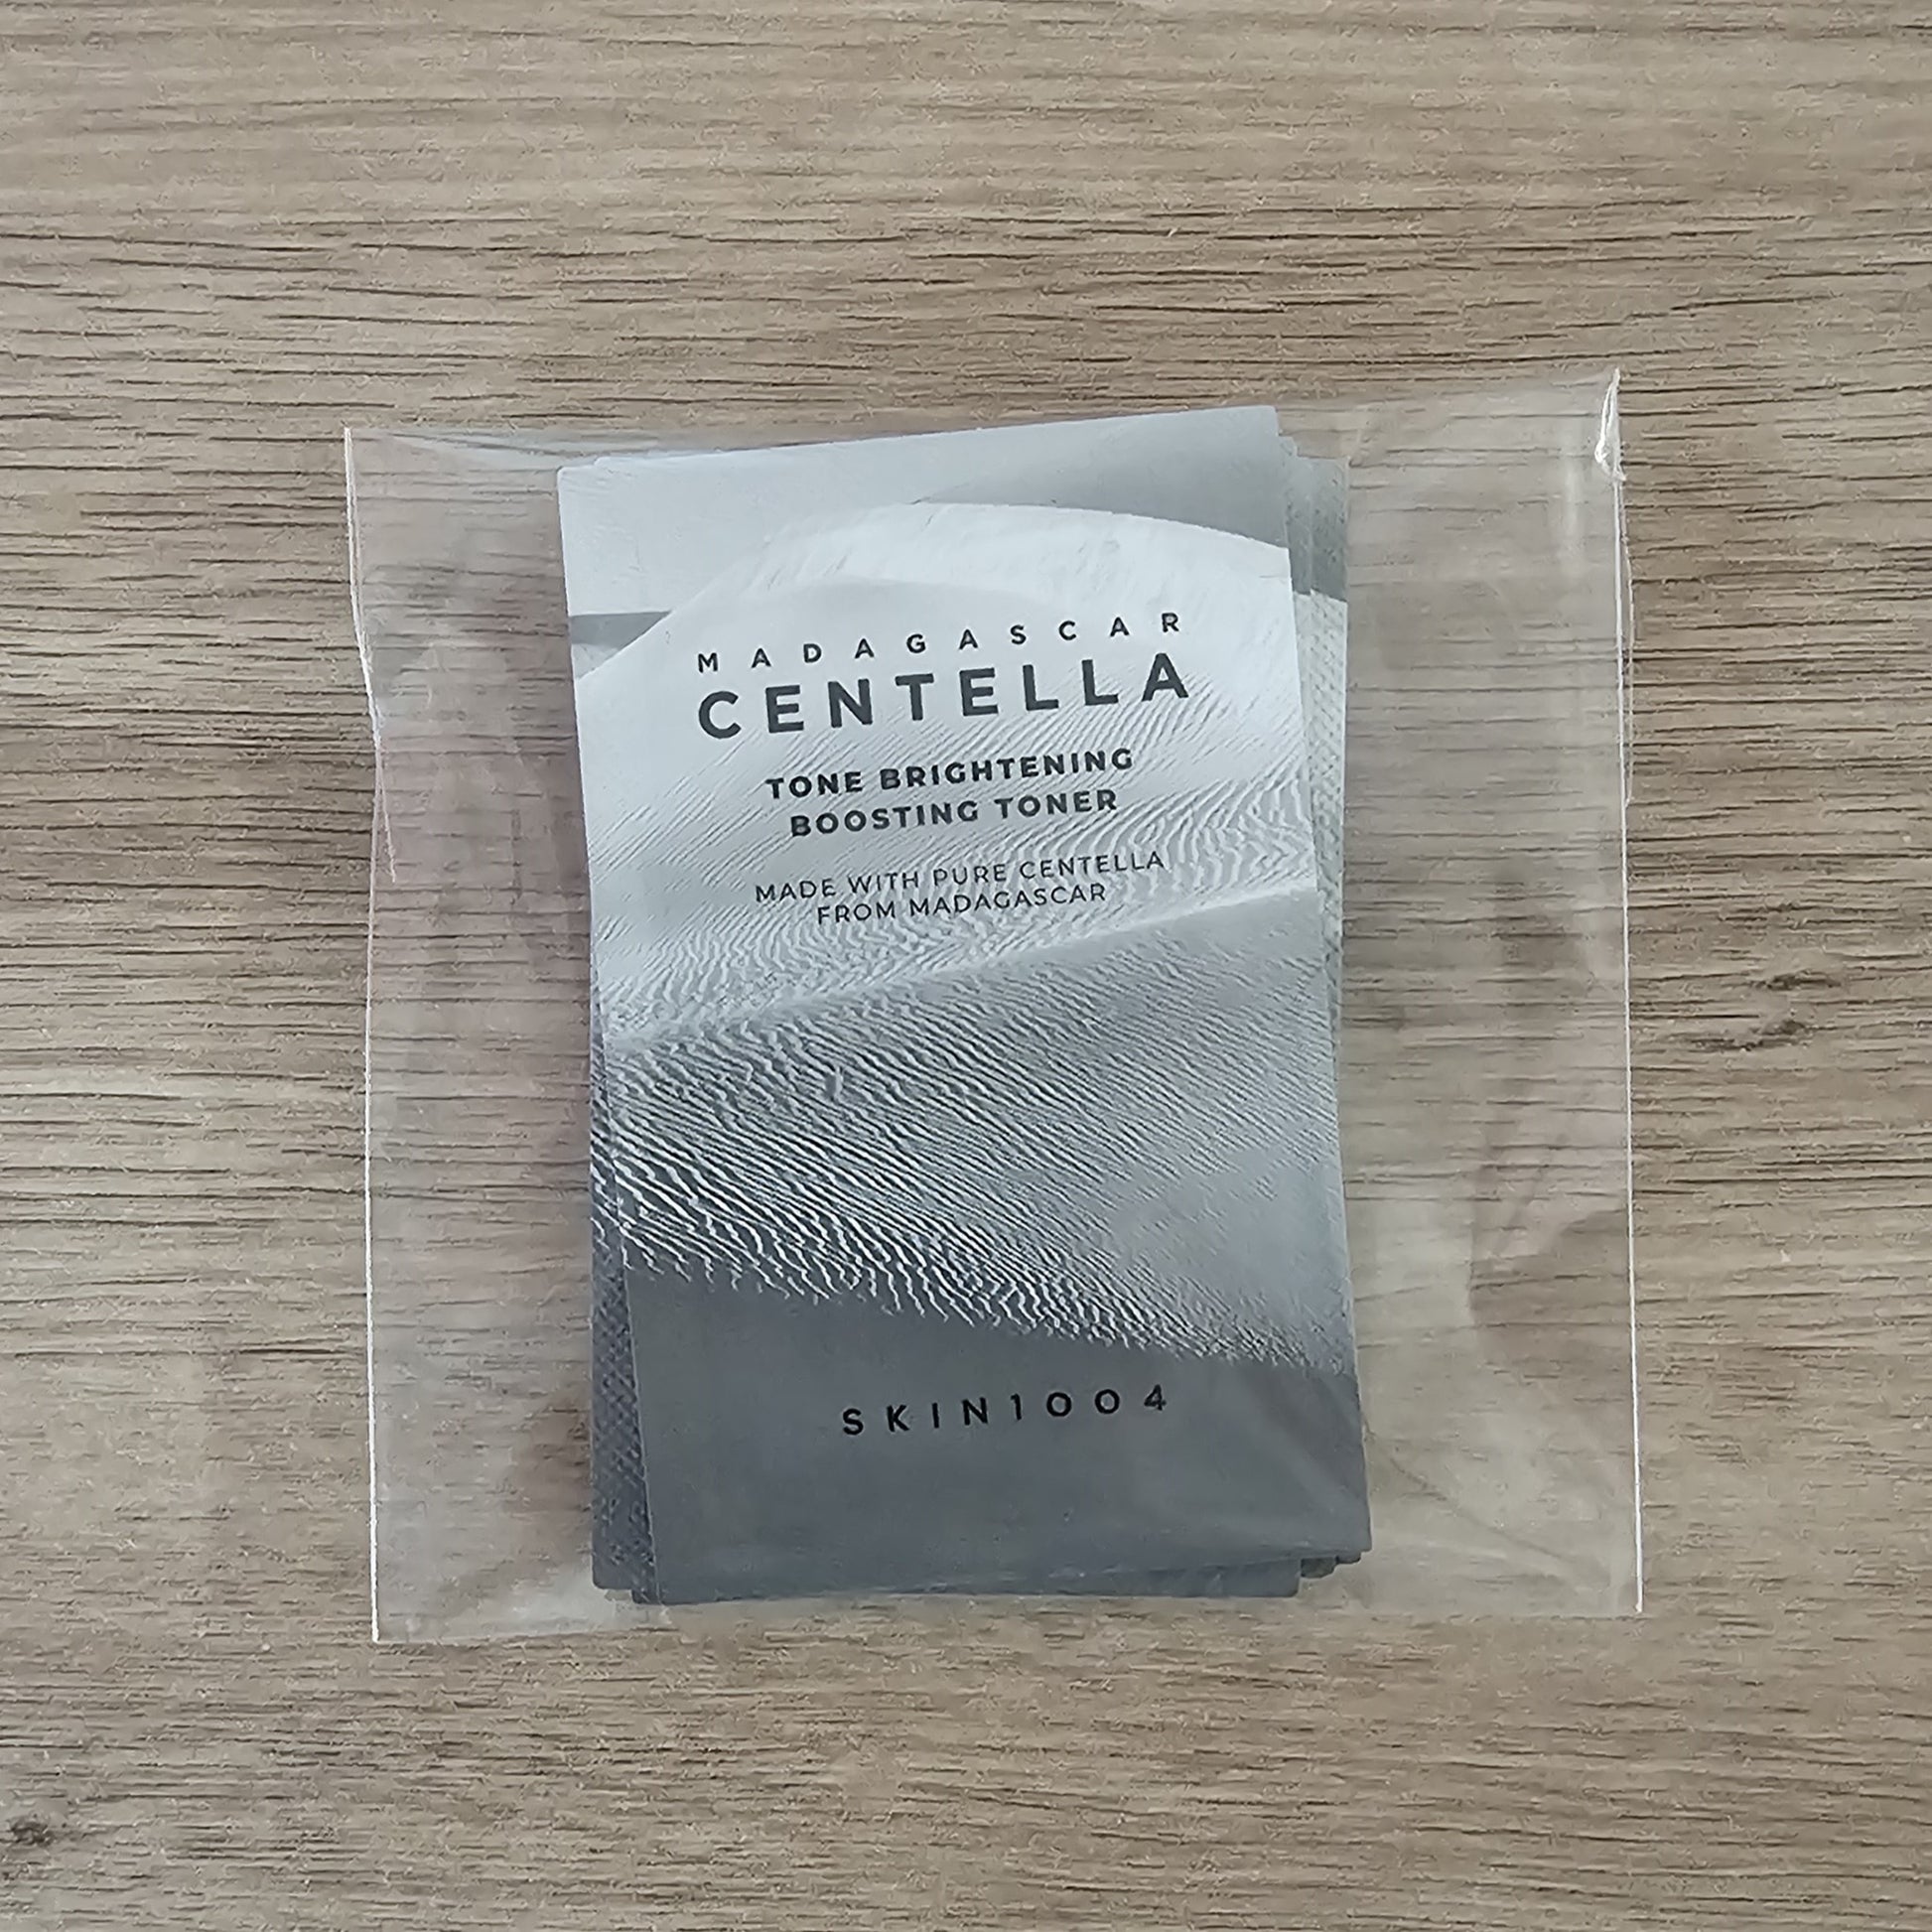 MADAGASCAR
CENTELLA
TONE BRIGHTENING
BOOSTING TONER
MADE WITH PURE CENTELLA
FROM MADAGASCAR
SKIN1004